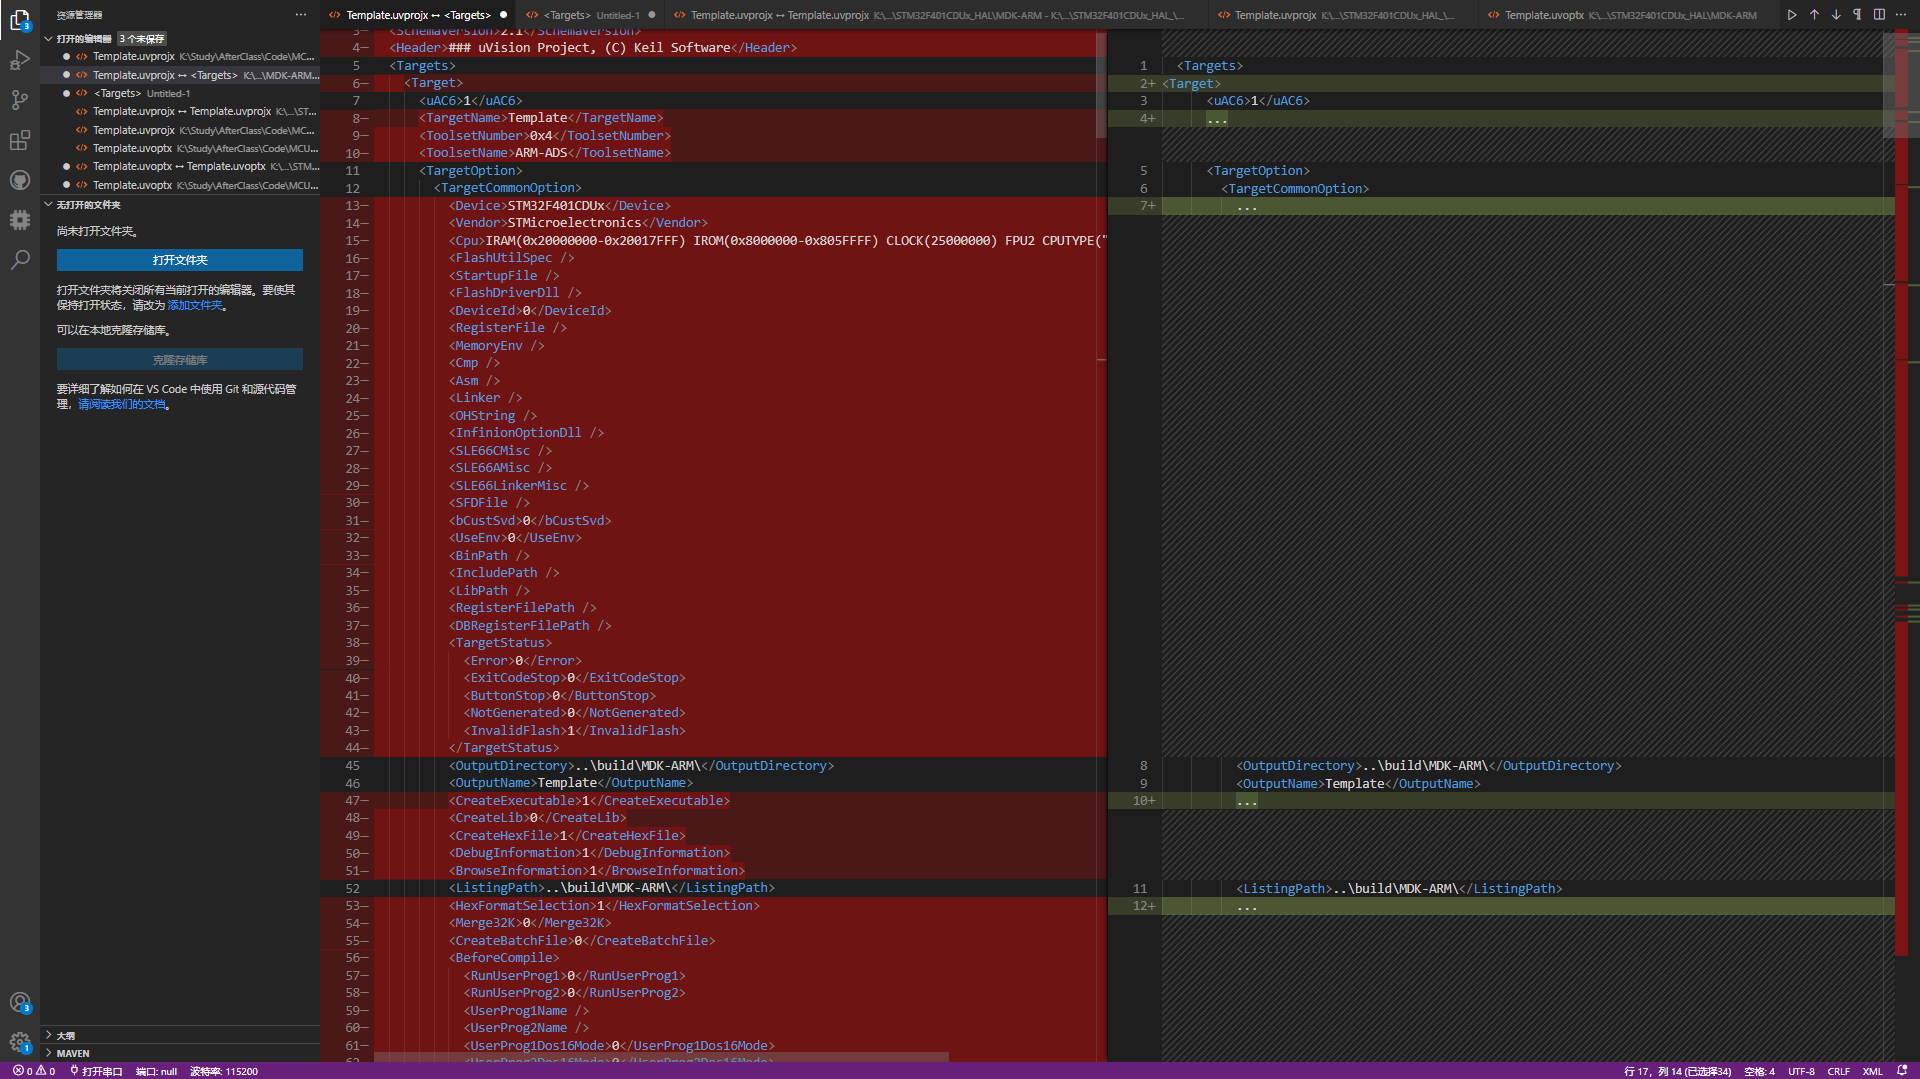 资源管理器
打开的编辑器 3 个未保存
Template.uvprojx K:\Study\AfterClass\Code\MC...
Template.uvprojx ↔ <Targets> K:\...\MDK-ARM...
<Targets> Untitled-1
Template.uvprojx ↔ Template.uvprojx K:\...\ST...
Template.uvprojx K:\Study\AfterClass\Code\MC...
Template.uvoptx K:\Study\AfterClass\Code\MCU...
Template.uvoptx ↔ Template.uvoptx K:\...\STM...
Template.uvoptx K:\Study\AfterClass\Code\MCU...
无打开的文件夹
尚未打开文件夹。
打开文件夹
打开文件夹将关闭所有当前打开的编辑器。要使其
保持打开状态，请改为 添加文件夹。
可以在本地克隆存储库。
克隆存储库
要详细了解如何在 VS Code 中使用 Git 和源代码管
理，请阅读我们的文档。
大纲
MAVEN
Template.uvprojx ↔ <Targets>
<Targets> Untitled-1
Template.uvprojx ↔ Template.uvprojx K:\...\STM32F401CDUx_HAL\MDK-ARM - K:\...\STM32F401CDUx_HAL_\...
Template.uvprojx K:\...\STM32F401CDUx_HAL_\...
Template.uvoptx K:\...\STM32F401CDUx_HAL\MDK-ARM
3− <SchemaVersion>2.1</SchemaVersion>
4− <Header>### uVision Project, (C) Keil Software</Header>
5 <Targets>
6− <Target>
7 <uAC6>1</uAC6>
8− <TargetName>Template</TargetName>
9− <ToolsetNumber>0x4</ToolsetNumber>
10− <ToolsetName>ARM-ADS</ToolsetName>
11 <TargetOption>
12 <TargetCommonOption>
13− <Device>STM32F401CDUx</Device>
14− <Vendor>STMicroelectronics</Vendor>
15− <Cpu>IRAM(0x20000000-0x20017FFF) IROM(0x8000000-0x805FFFF) CLOCK(25000000) FPU2 CPUTYPE("
16− <FlashUtilSpec />
17− <StartupFile />
18− <FlashDriverDll />
19− <DeviceId>0</DeviceId>
20− <RegisterFile />
21− <MemoryEnv />
22− <Cmp />
23− <Asm />
24− <Linker />
25− <OHString />
26− <InfinionOptionDll />
27− <SLE66CMisc />
28− <SLE66AMisc />
29− <SLE66LinkerMisc />
30− <SFDFile />
31− <bCustSvd>0</bCustSvd>
32− <UseEnv>0</UseEnv>
33− <BinPath />
34− <IncludePath />
35− <LibPath />
36− <RegisterFilePath />
37− <DBRegisterFilePath />
38− <TargetStatus>
39− <Error>0</Error>
40− <ExitCodeStop>0</ExitCodeStop>
41− <ButtonStop>0</ButtonStop>
42− <NotGenerated>0</NotGenerated>
43− <InvalidFlash>1</InvalidFlash>
44− </TargetStatus>
45 <OutputDirectory>..\build\MDK-ARM\</OutputDirectory>
46 <OutputName>Template</OutputName>
47− <CreateExecutable>1</CreateExecutable>
48− <CreateLib>0</CreateLib>
49− <CreateHexFile>1</CreateHexFile>
50− <DebugInformation>1</DebugInformation>
51− <BrowseInformation>1</BrowseInformation>
52 <ListingPath>..\build\MDK-ARM\</ListingPath>
53− <HexFormatSelection>1</HexFormatSelection>
54− <Merge32K>0</Merge32K>
55− <CreateBatchFile>0</CreateBatchFile>
56− <BeforeCompile>
57− <RunUserProg1>0</RunUserProg1>
58− <RunUserProg2>0</RunUserProg2>
59− <UserProg1Name />
60− <UserProg2Name />
61− <UserProg1Dos16Mode>0</UserProg1Dos16Mode>
62− <UserProg2Dos16Mode>0</UserProg2Dos16Mode>
1 <Targets>
2+ <Target>
3 <uAC6>1</uAC6>
4+ ...
5 <TargetOption>
6 <TargetCommonOption>
7+ ...
8 <OutputDirectory>..\build\MDK-ARM\</OutputDirectory>
9 <OutputName>Template</OutputName>
10+ ...
11 <ListingPath>..\build\MDK-ARM\</ListingPath>
12+ ...
0 0 打开串口 端口: null 波特率: 115200
行 17，列 14 (已选择34) 空格: 4 UTF-8 CRLF XML